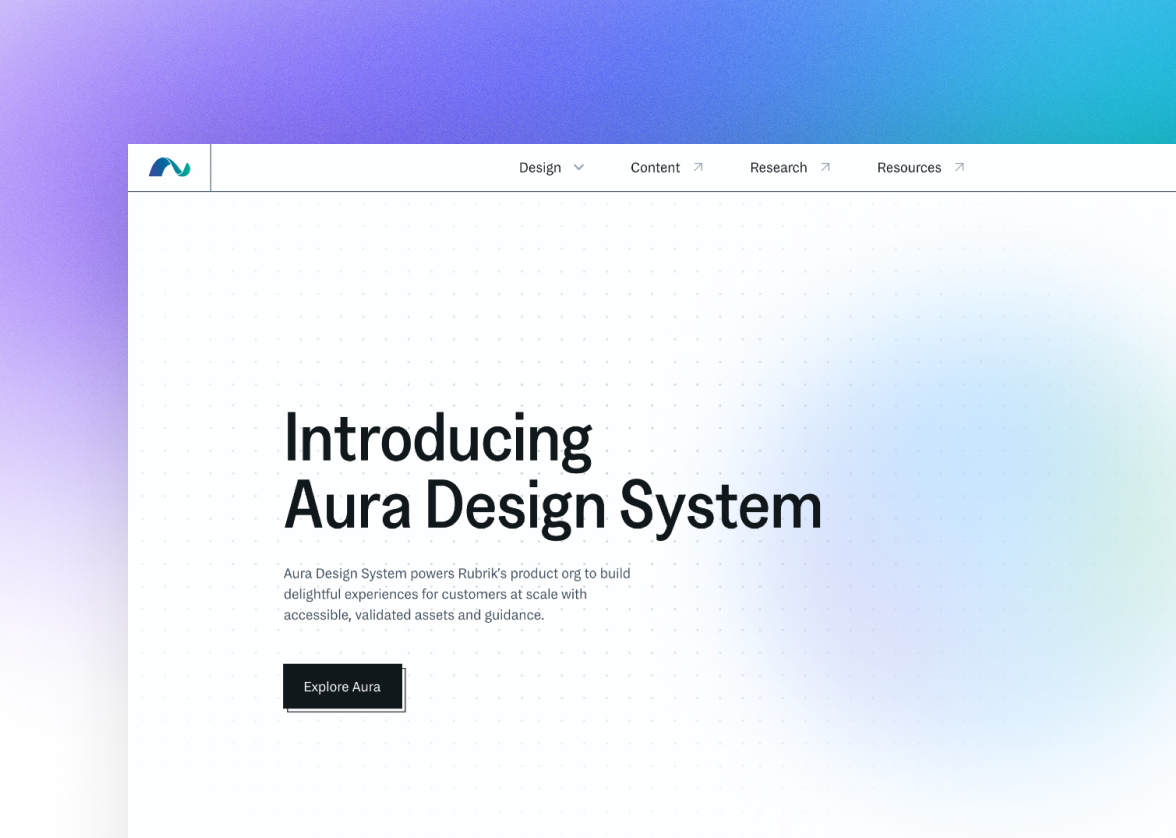 Design
Content
Research
Resources
Introducing
Aura Design System
Aura Design System powers Rubrik’s product org to build
delightful experiences for customers at scale with
accessible, validated assets and guidance.
Explore Aura